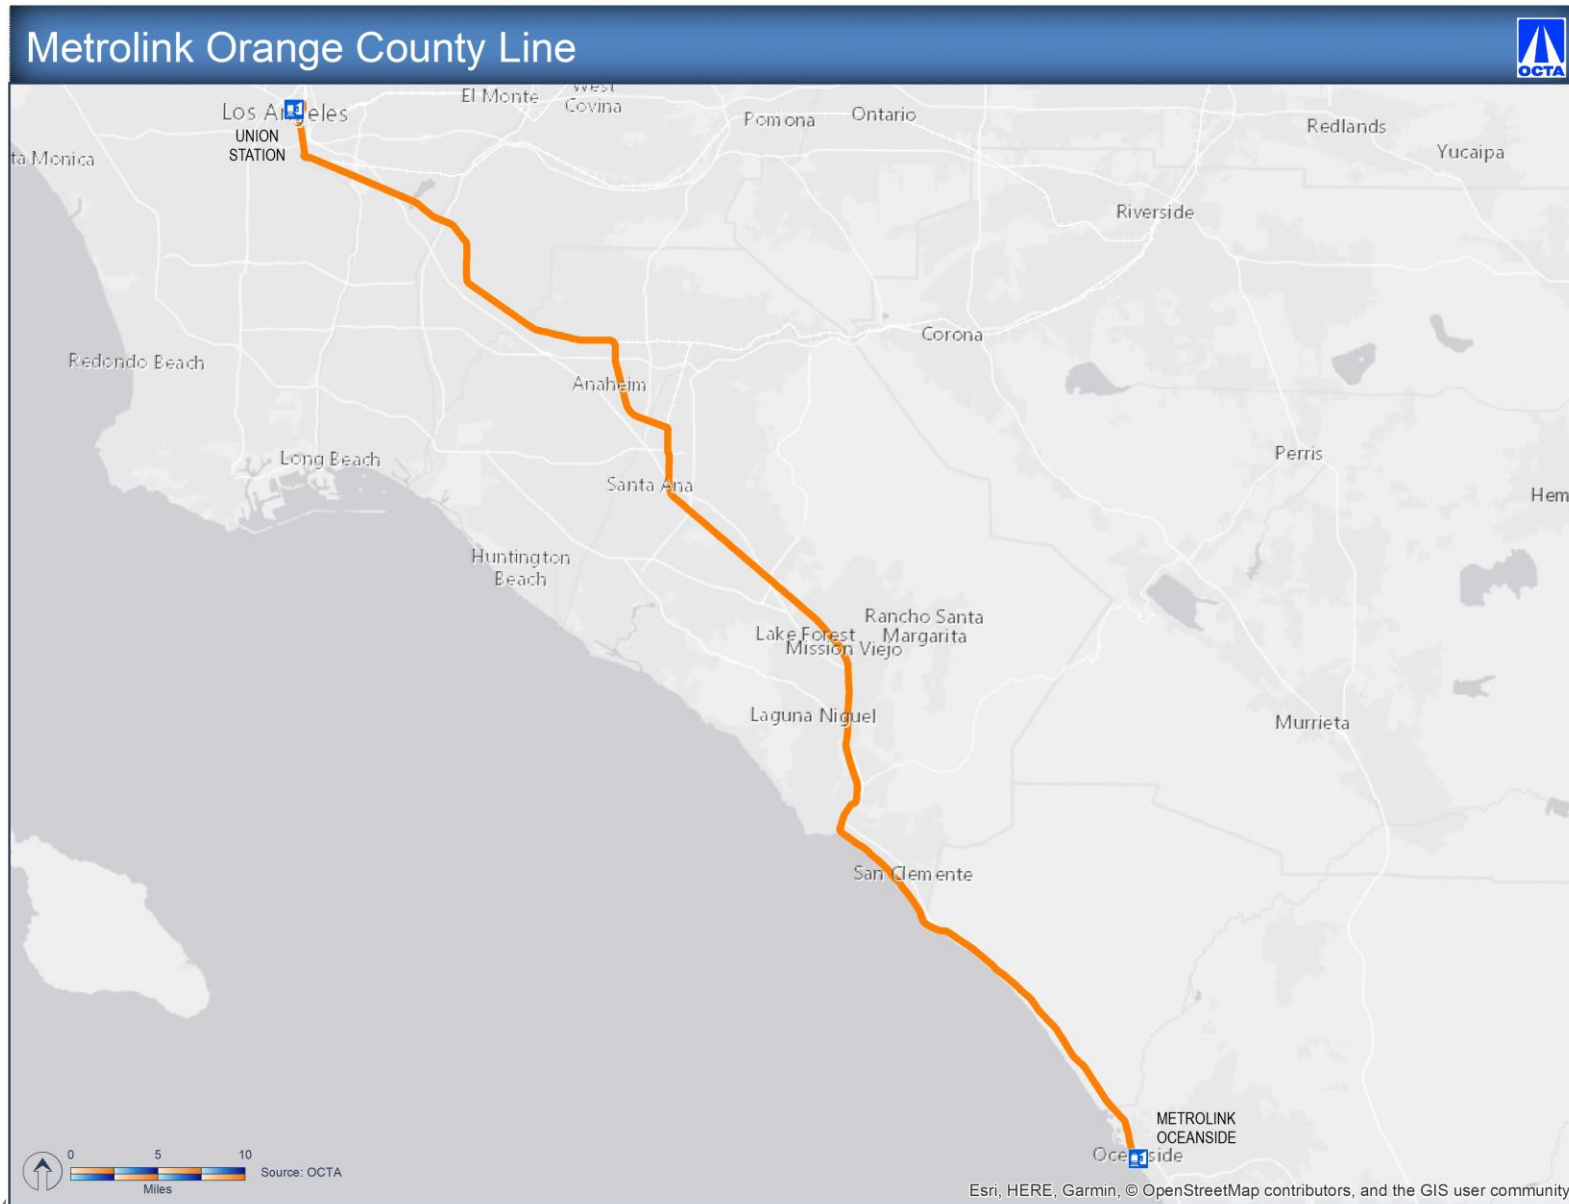 Metrolink Orange County Line
OCTA
Los Angeles
UNION
STATION
El Monte
West
Covina
Pomona
Ontario
Redlands
Yucaipa
ta Monica
Riverside
Corona
Redondo Beach
Anaheim
Long Beach
Santa Ana
Perris
Hem
Huntington
Beach
Rancho Santa
Margarita
Lake Forest
Mission Viejo
Laguna Niguel
Murrieta
San Clemente
METROLINK
OCEANSIDE
Oceanside
0 5 10
Miles
Source: OCTA
Esri, HERE, Garmin, © OpenStreetMap contributors, and the GIS user community